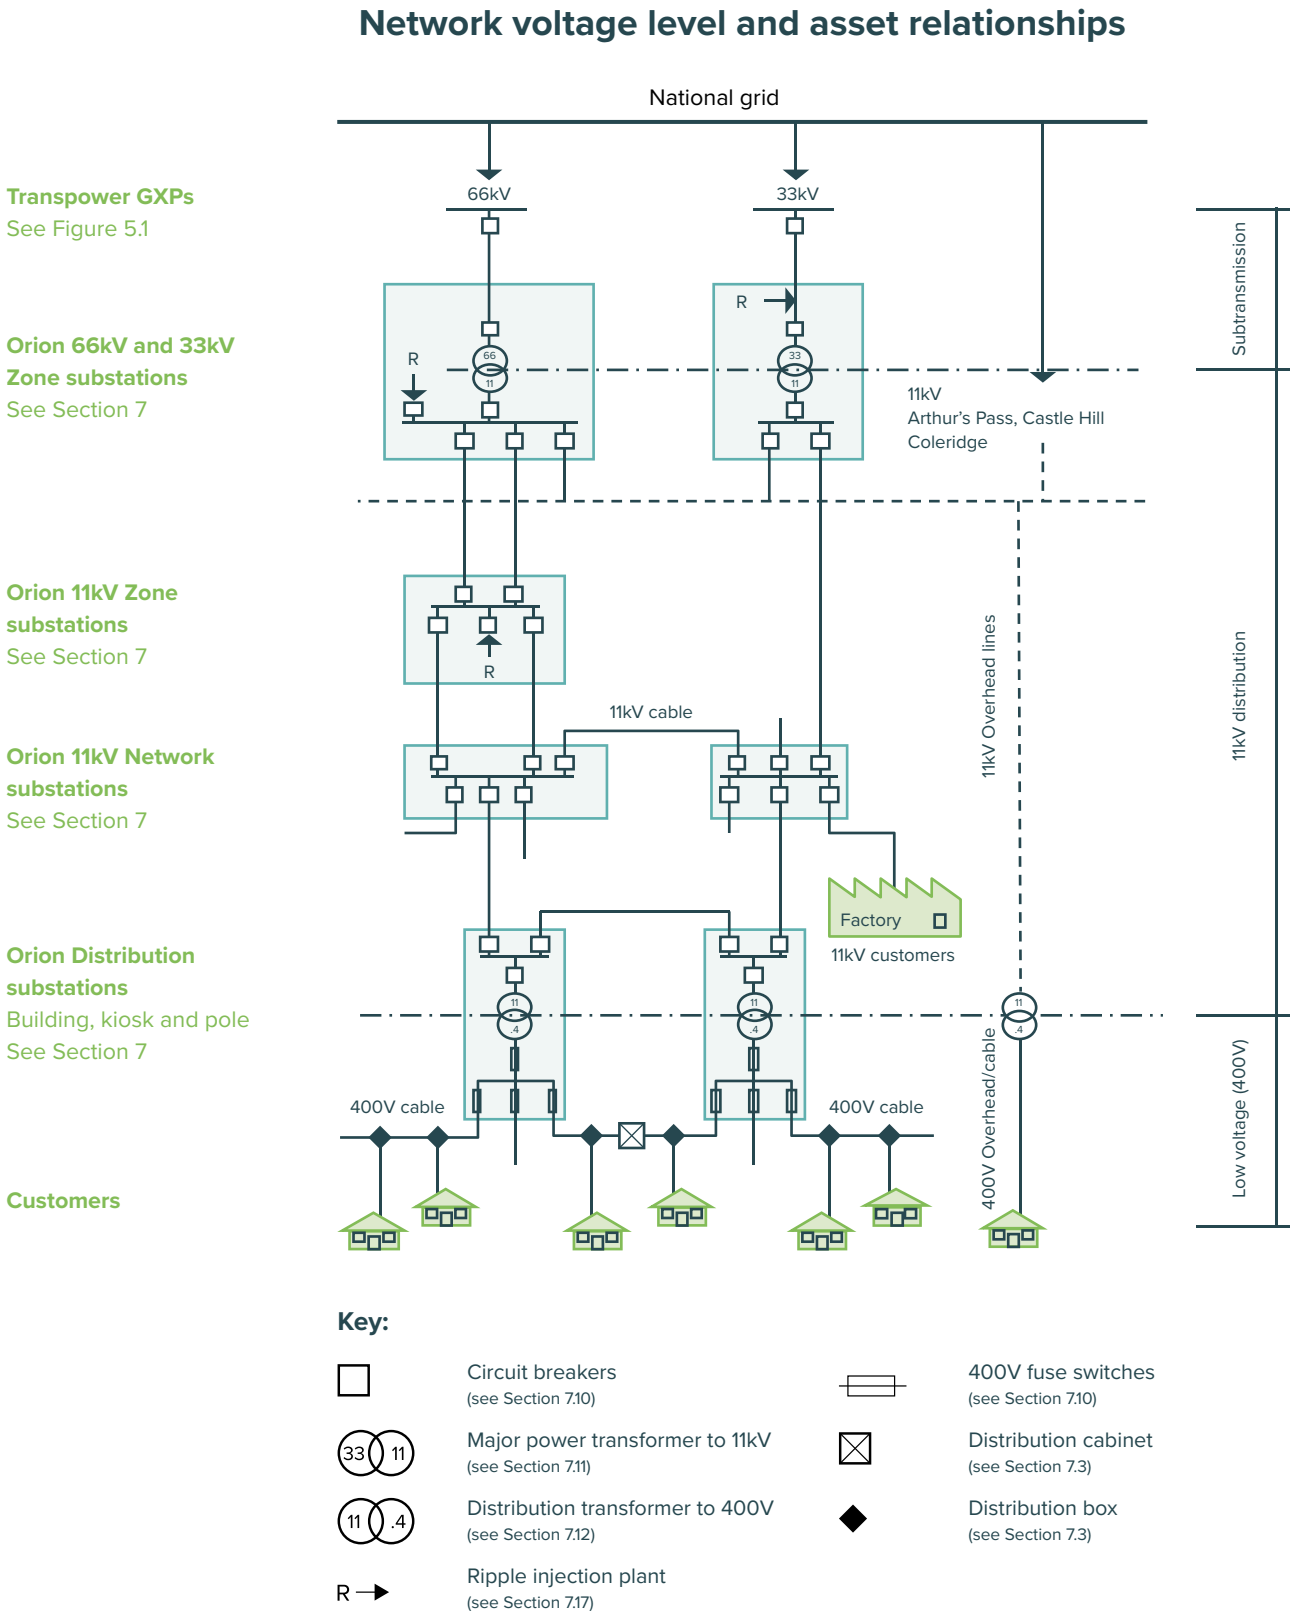 Network voltage level and asset relationships
National grid
Transpower GXPs
See Figure 5.1
66kV
33kV
Subtransmission
Orion 66kV and 33kV
Zone substations
See Section 7
R
R
66
11
33
11
11kV
Arthur's Pass, Castle Hill
Coleridge
Orion 11kV Zone
substations
See Section 7
R
11kV Overhead lines
11kV distribution
Orion 11kV Network
substations
See Section 7
11kV cable
Factory
11kV customers
Orion Distribution
substations
Building, kiosk and pole
See Section 7
11
.4
11
.4
11
.4
400V cable
400V cable
400V Overhead/cable
Low voltage (400V)
Customers
Key:
Circuit breakers
(see Section 7.10)
33 11
Major power transformer to 11kV
(see Section 7.11)
11 .4
Distribution transformer to 400V
(see Section 7.12)
R
Ripple injection plant
(see Section 7.17)
400V fuse switches
(see Section 7.10)
Distribution cabinet
(see Section 7.3)
Distribution box
(see Section 7.3)